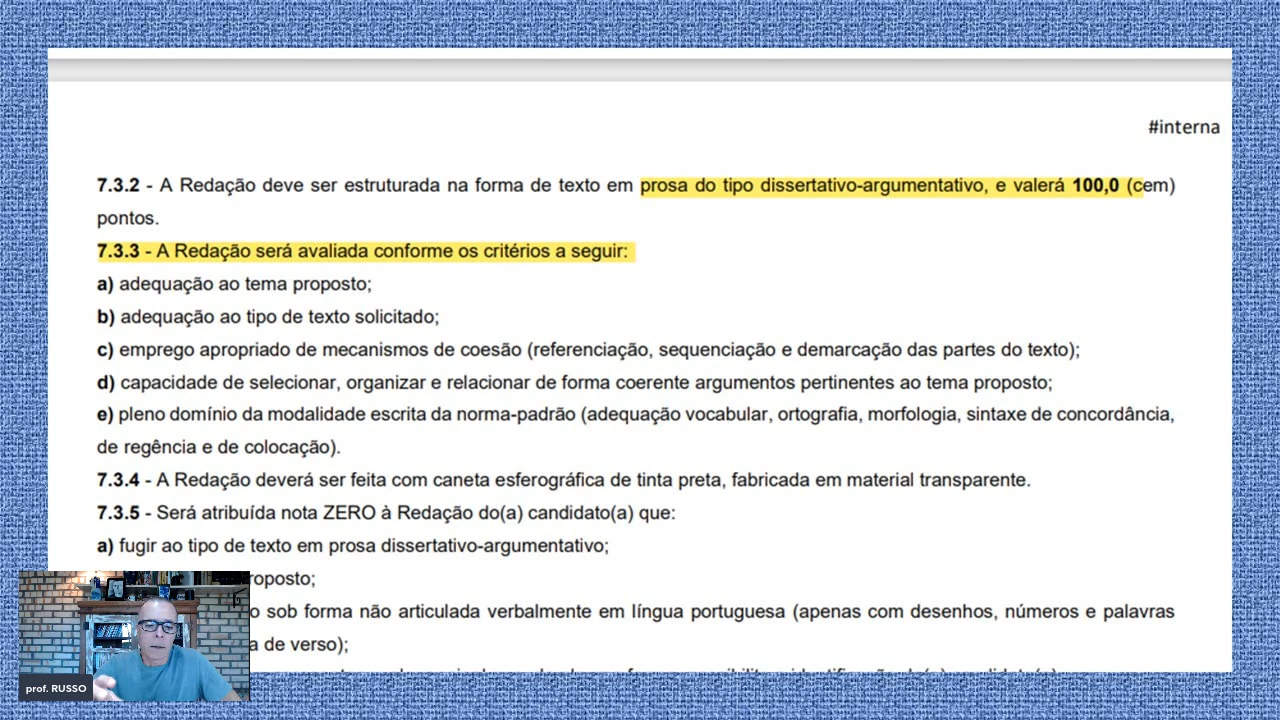 #interna
7.3.2 - A Redação deve ser estruturada na forma de texto em prosa do tipo dissertativo-argumentativo, e valerá 100,0 (cem)
pontos.
7.3.3 - A Redação será avaliada conforme os critérios a seguir:
a) adequação ao tema proposto;
b) adequação ao tipo de texto solicitado;
c) emprego apropriado de mecanismos de coesão (referenciação, sequenciação e demarcação das partes do texto);
d) capacidade de selecionar, organizar e relacionar de forma coerente argumentos pertinentes ao tema proposto;
e) pleno domínio da modalidade escrita da norma-padrão (adequação vocabular, ortografia, morfologia, sintaxe de concordância,
de regência e de colocação).
7.3.4 - A Redação deverá ser feita com caneta esferográfica de tinta preta, fabricada em material transparente.
7.3.5 - Será atribuída nota ZERO à Redação do(a) candidato(a) que:
a) fugir ao tipo de texto em prosa dissertativo-argumentativo;
roposto;
o sob forma não articulada verbalmente em língua portuguesa (apenas com desenhos, números e palavras
a de verso);
prof. RUSSO